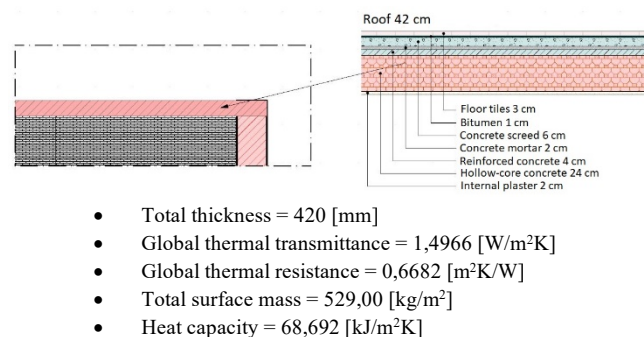 Roof 42 cm
Floor tiles 3 cm
Bitumen 1 cm
Concrete screed 6 cm
Concrete mortar 2 cm
Reinforced concrete 4 cm
Hollow-core concrete 24 cm
Internal plaster 2 cm
• Total thickness = 420 [mm]
• Global thermal transmittance = 1,4966 [W/m²K]
• Global thermal resistance = 0,6682 [m²K/W]
• Total surface mass = 529,00 [kg/m²]
• Heat capacity = 68,692 [kJ/m²K]